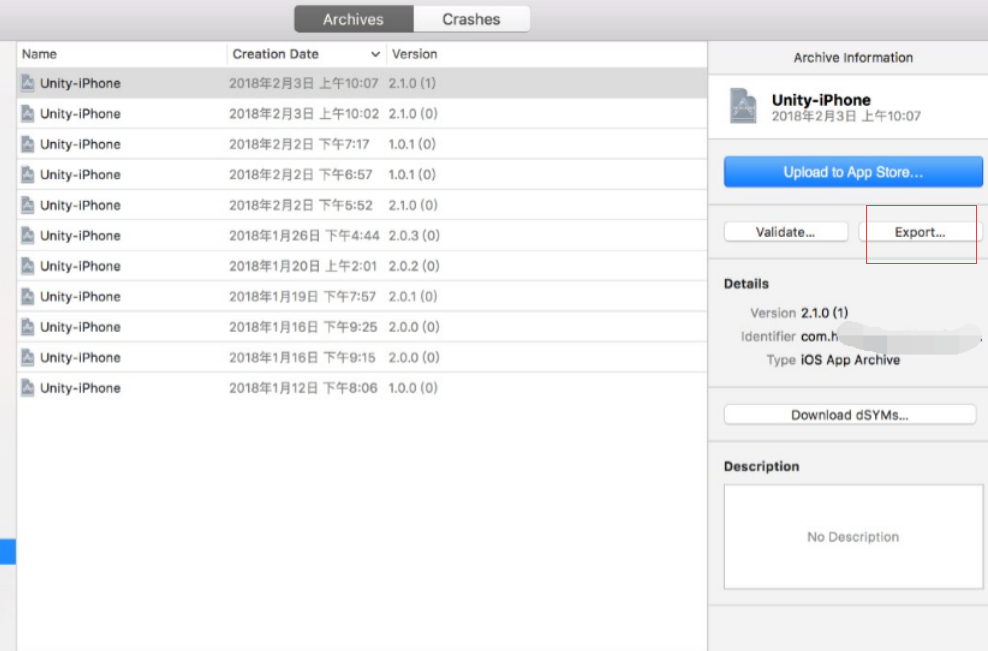 Archives Crashes
Name Creation Date Version
Unity-iPhone 2018年2月3日 上午10:07 2.1.0 (1)
Unity-iPhone 2018年2月3日 上午10:02 2.1.0 (0)
Unity-iPhone 2018年2月2日 下午7:17 1.0.1 (0)
Unity-iPhone 2018年2月2日 下午6:57 1.0.1 (0)
Unity-iPhone 2018年2月2日 下午5:52 2.1.0 (0)
Unity-iPhone 2018年1月26日 下午4:44 2.0.3 (0)
Unity-iPhone 2018年1月20日 上午2:01 2.0.2 (0)
Unity-iPhone 2018年1月19日 下午7:57 2.0.1 (0)
Unity-iPhone 2018年1月16日 下午9:25 2.0.0 (0)
Unity-iPhone 2018年1月16日 下午9:15 2.0.0 (0)
Unity-iPhone 2018年1月12日 下午8:06 1.0.0 (0)
Archive Information
Unity-iPhone
2018年2月3日 上午10:07
Upload to App Store...
Validate... Export...
Details
Version 2.1.0 (1)
Identifier com.h
Type iOS App Archive
Download dSYMs...
Description
No Description